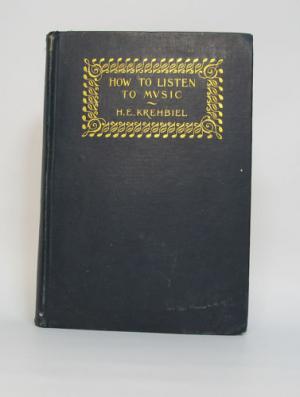 HOW TO LISTEN
TO MVSIC
H.E.KREHBIEL